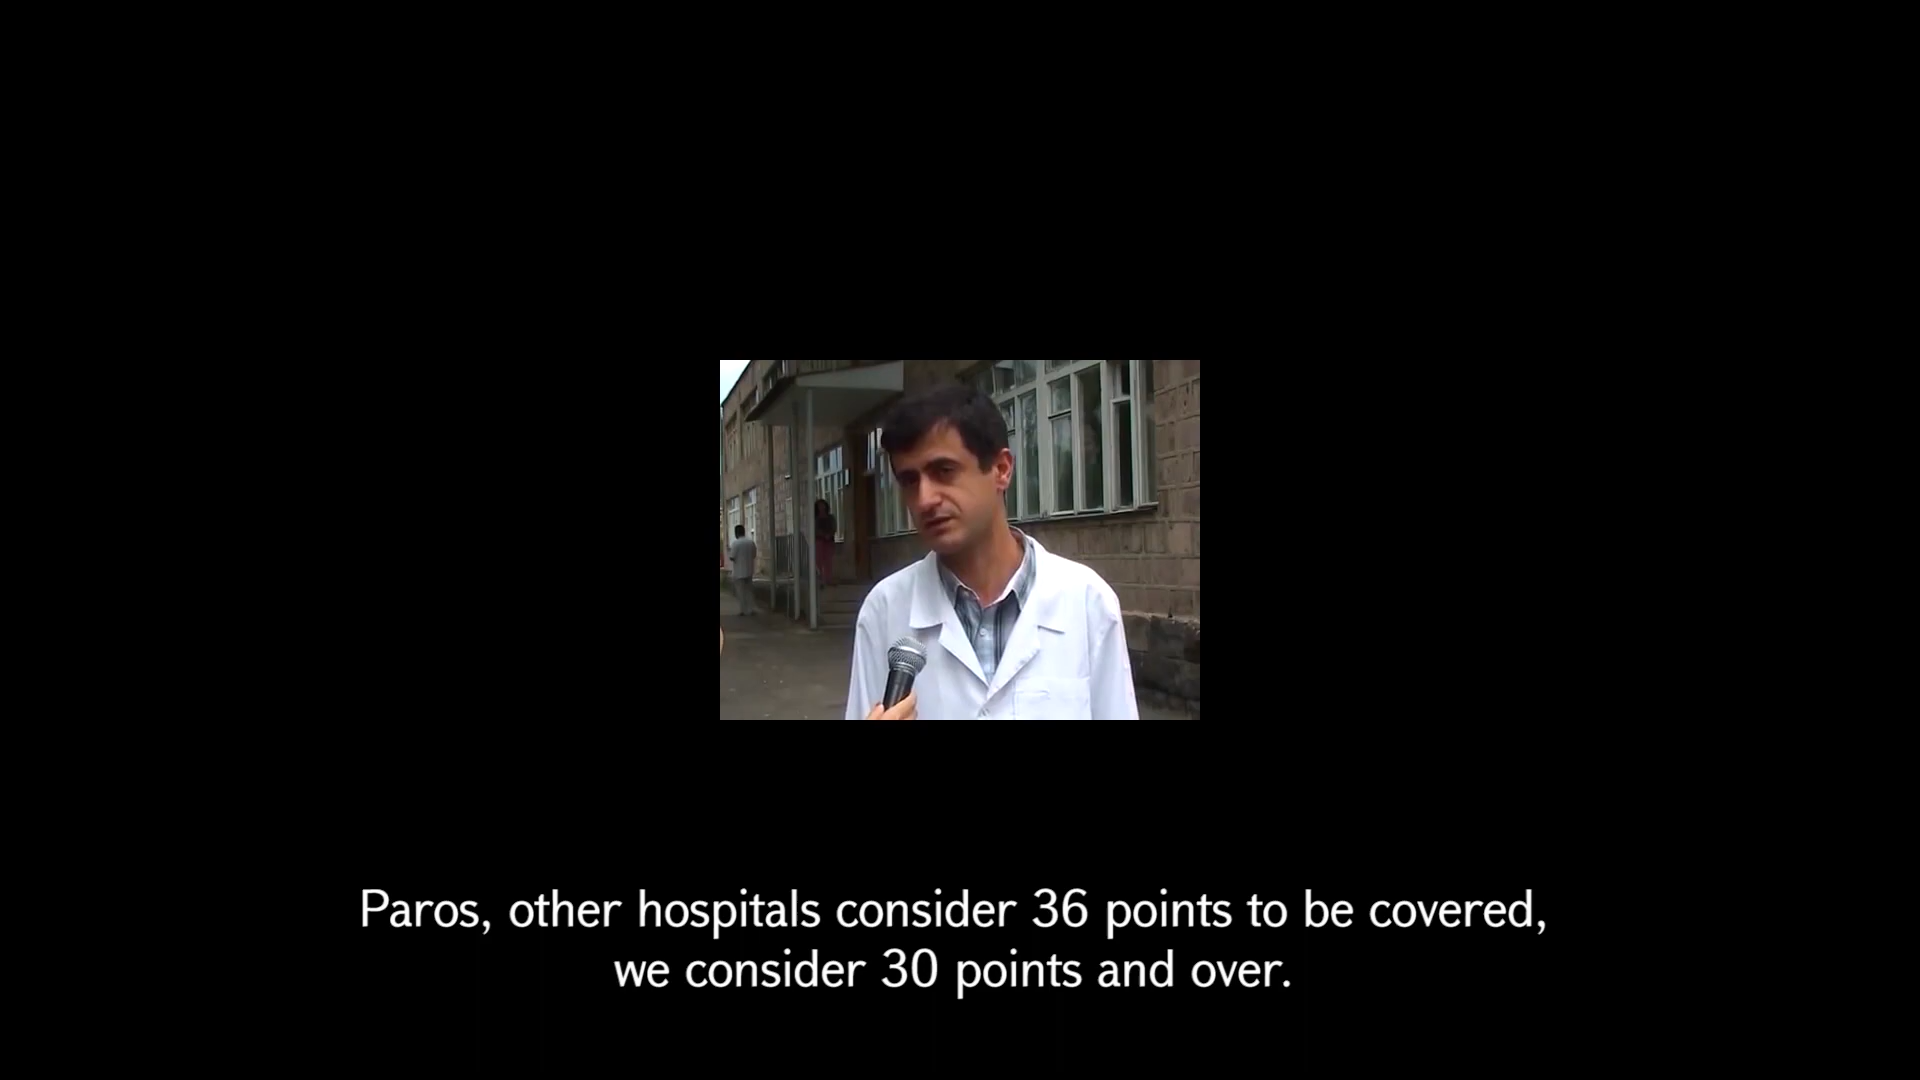 Paros, other hospitals consider 36 points to be covered,
we consider 30 points and over.